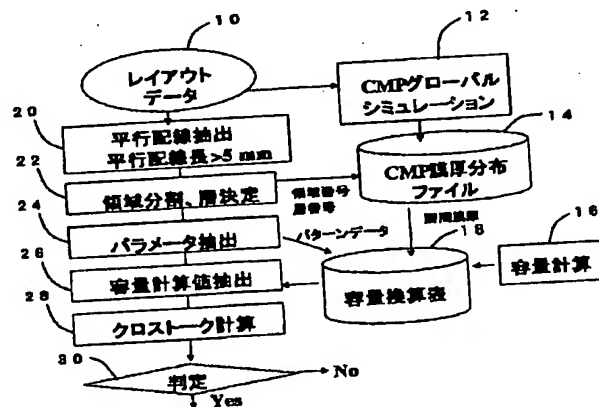 10
レイアウト
データ
12
CMPグローバル
シミュレーション
20
平行配線抽出
平行配線長>5 mm
14
CMP膜厚分布
ファイル
22
領域分割、層決定
領域番号
層番号
24
パラメータ抽出
パターンデータ
層間膜厚
18
容量換算表
16
容量計算
26
容量計算値抽出
28
クロストーク計算
30
判定
No
Yes